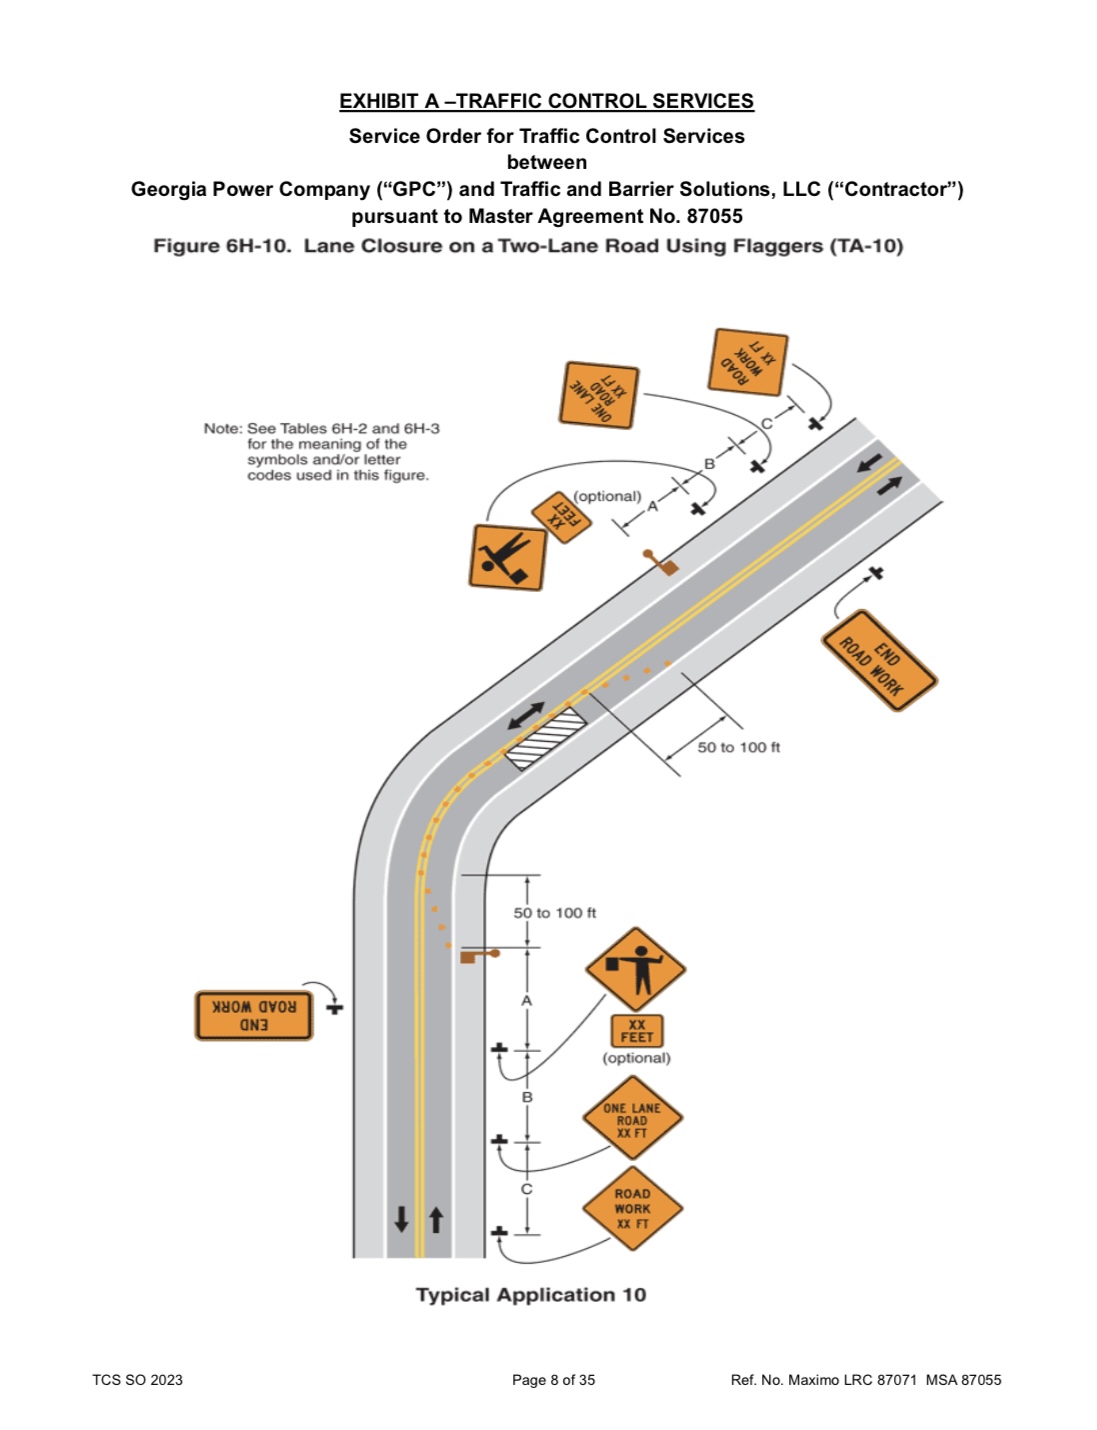 EXHIBIT A –TRAFFIC CONTROL SERVICES
Service Order for Traffic Control Services
between
Georgia Power Company (“GPC”) and Traffic and Barrier Solutions, LLC (“Contractor”)
pursuant to Master Agreement No. 87055
Figure 6H-10. Lane Closure on a Two-Lane Road Using Flaggers (TA-10)
ROAD
WORK
XX FT
ONE LANE
ROAD
XX FT
C
Note: See Tables 6H-2 and 6H-3
for the meaning of the
symbols and/or letter
codes used in this figure.
B
XX
FEET
(optional)
A
END
ROAD WORK
50 to 100 ft
50 to 100 ft
END
ROAD WORK
A
XX
FEET
(optional)
B
ONE LANE
ROAD
XX FT
C
ROAD
WORK
XX FT
Typical Application 10
TCS SO 2023
Page 8 of 35
Ref. No. Maximo LRC 87071 MSA 87055